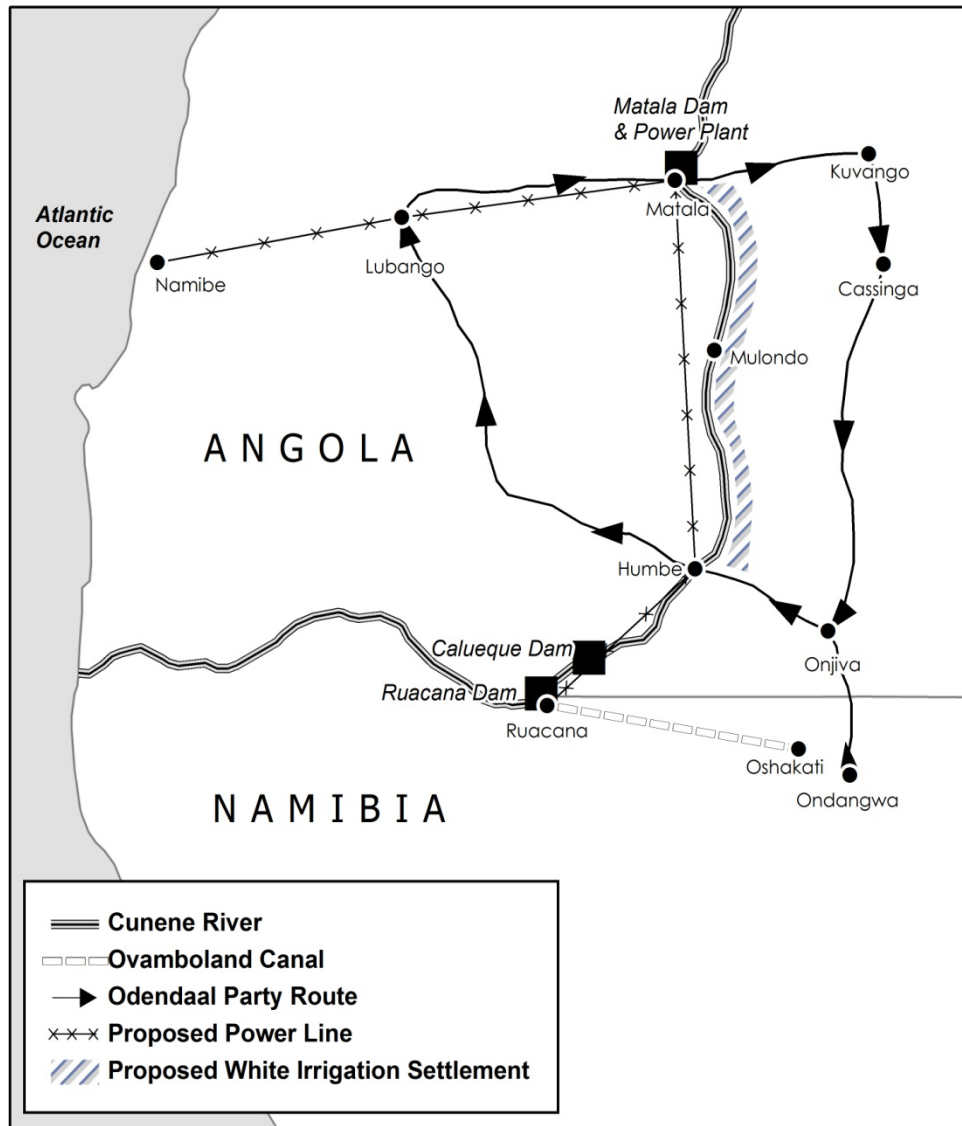 Matala Dam
& Power Plant
Kuvango
Matala
Atlantic
Ocean
Lubango
Namibe
Cassinga
Mulondo
ANGOLA
Humbe
Calueque Dam
Onjiva
Ruacana Dam
Ruacana
Oshakati
Ondangwa
NAMIBIA
Cunene River
Ovamboland Canal
Odendaal Party Route
Proposed Power Line
Proposed White Irrigation Settlement